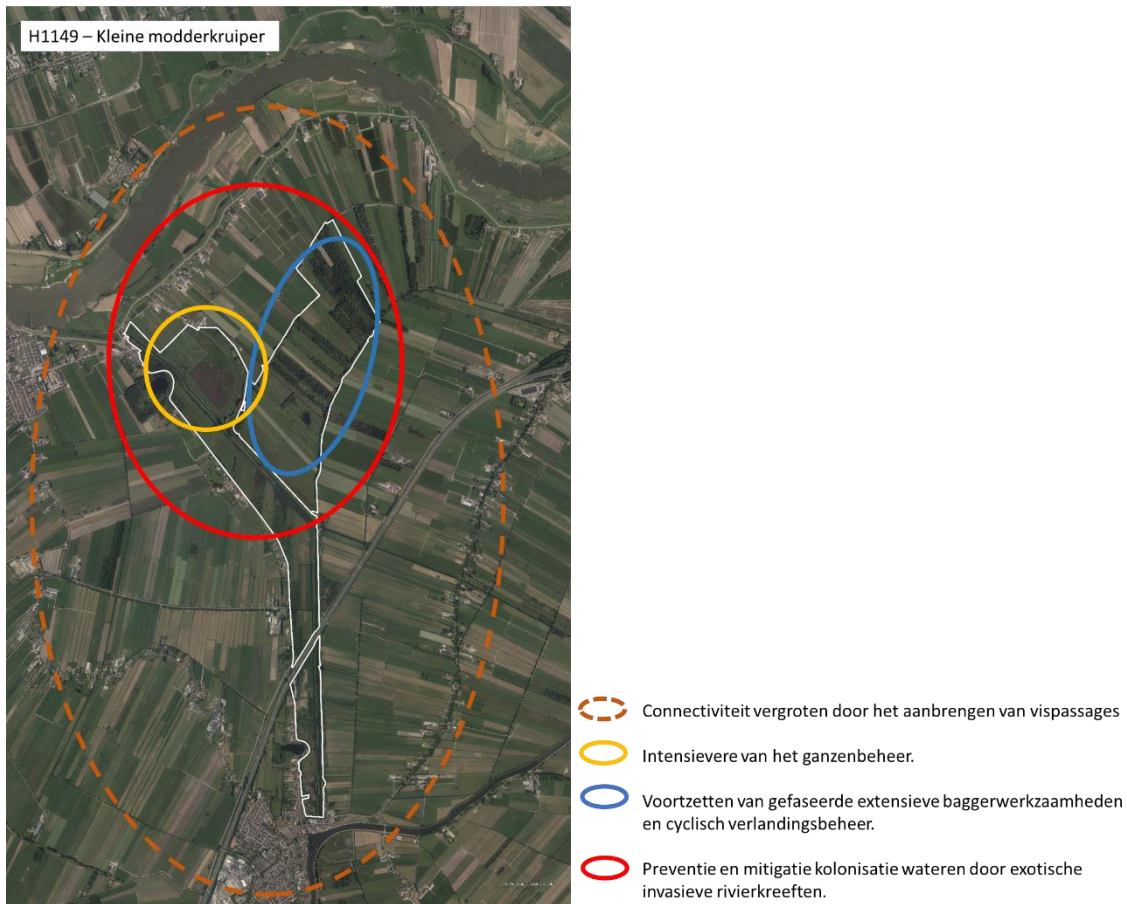 H1149 – Kleine modderkruiper
Connectiviteit vergroten door het aanbrengen van vispassages
Intensievere van het ganzenbeheer.
Voortzetten van gefaseerde extensieve baggerwerkzaamheden
en cyclisch verlandingsbeheer.
Preventie en mitigatie kolonisatie wateren door exotische
invasieve rivierkreeften.